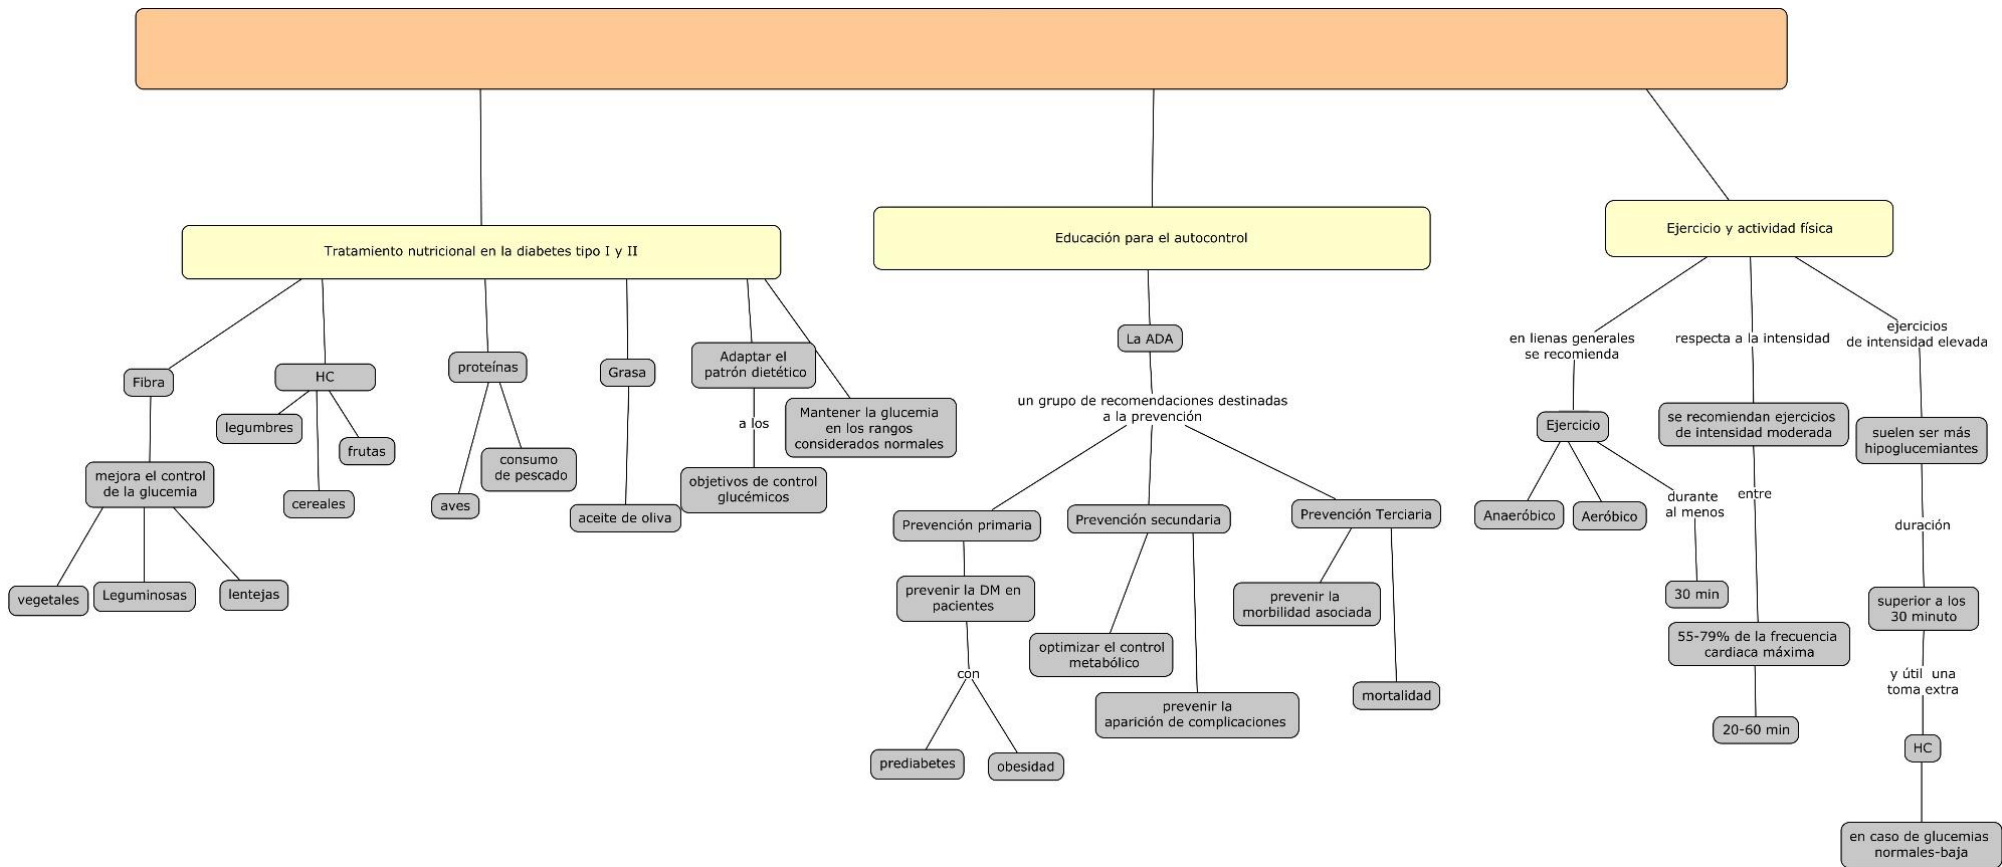 Tratamiento nutricional en la diabetes tipo I y II
Fibra
mejora el control
de la glucemia
vegetales
Leguminosas
lentejas
HC
legumbres
cereales
frutas
proteínas
aves
consumo
de pescado
Grasa
aceite de oliva
Adaptar el
patrón dietético
a los
objetivos de control
glucémicos
Mantener la glucemia
en los rangos
considerados normales
Educación para el autocontrol
La ADA
un grupo de recomendaciones destinadas
a la prevención
Prevención primaria
prevenir la DM en
pacientes
con
prediabetes
obesidad
Prevención secundaria
optimizar el control
metabólico
prevenir la
aparición de complicaciones
Prevención Terciaria
prevenir la
morbilidad asociada
mortalidad
Ejercicio y actividad física
en lienas generales
se recomienda
Ejercicio
Anaeróbico
Aeróbico
durante
al menos
30 min
respecta a la intensidad
se recomiendan ejercicios
de intensidad moderada
entre
55-79% de la frecuencia
cardiaca máxima
20-60 min
ejercicios
de intensidad elevada
suelen ser más
hipoglucemiantes
duración
superior a los
30 minuto
y útil una
toma extra
HC
en caso de glucemias
normales-baja